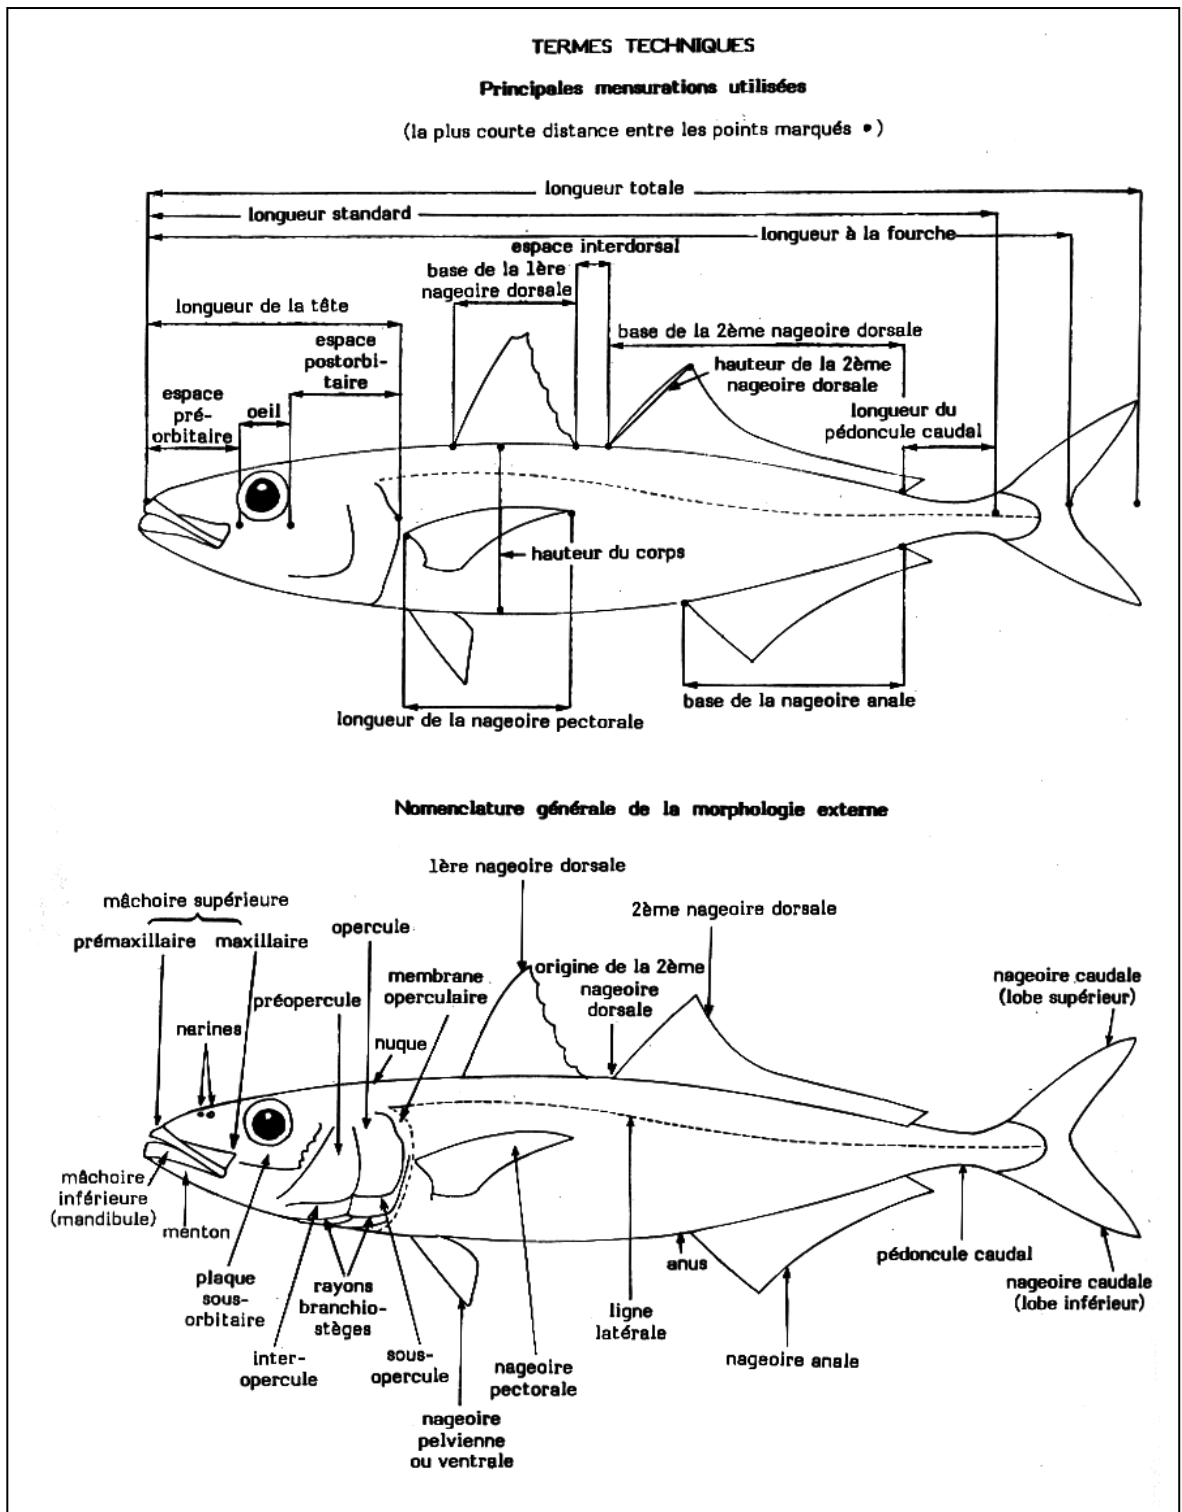 TERMES TECHNIQUES
Principales mensurations utilisées
(la plus courte distance entre les points marqués •)
longueur totale
longueur standard
longueur à la fourche
espace interdorsal
base de la 1ère
nageoire dorsale
longueur de la tête
base de la 2ème nageoire dorsale
espace
postorbi-
taire
hauteur de la 2ème
nageoire dorsale
espace
pré-
orbitaire
oeil
longueur du
pédoncule caudal
hauteur du corps
base de la nageoire anale
longueur de la nageoire pectorale
Nomenclature générale de la morphologie externe
1ère nageoire dorsale
mâchoire supérieure
prémaxillaire maxillaire
opercule
2ème nageoire dorsale
membrane
operculaire
origine de la 2ème
nageoire
dorsale
nageoire caudale
(lobe supérieur)
préopercule
narines
nuque
mâchoire
inférieure
(mandibule)
menton
plaque
sous-
orbitaire
rayons
branchio-
stèges
inter-
opercule
sous-
opercule
nageoire
pelvienne
ou ventrale
nageoire
pectorale
ligne
latérale
anus
nageoire anale
pédoncule caudal
nageoire caudale
(lobe inférieur)